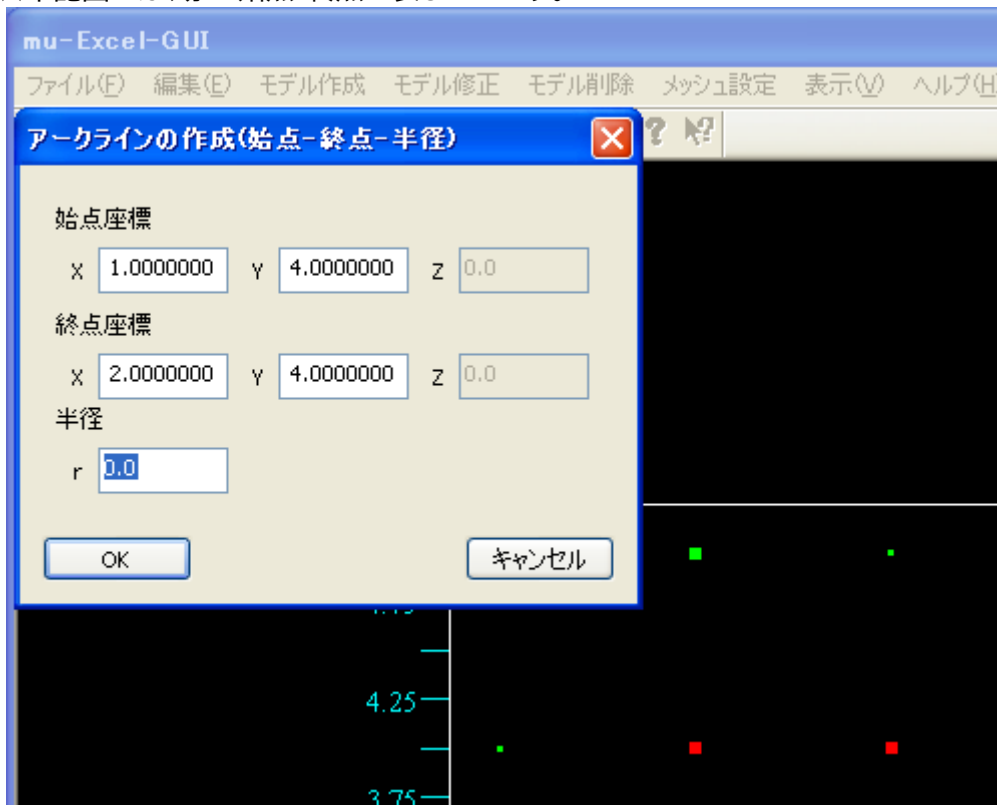 mu-Excel-GUI
ファイル(F) 編集(E) モデル作成 モデル修正 モデル削除 メッシュ設定 表示(V) ヘルプ(H
アークラインの作成(始点-終点-半径)
始点座標
X 1.0000000 Y 4.0000000 Z 0.0
終点座標
X 2.0000000 Y 4.0000000 Z 0.0
半径
r 0.0
OK キャンセル
4.25
3.75